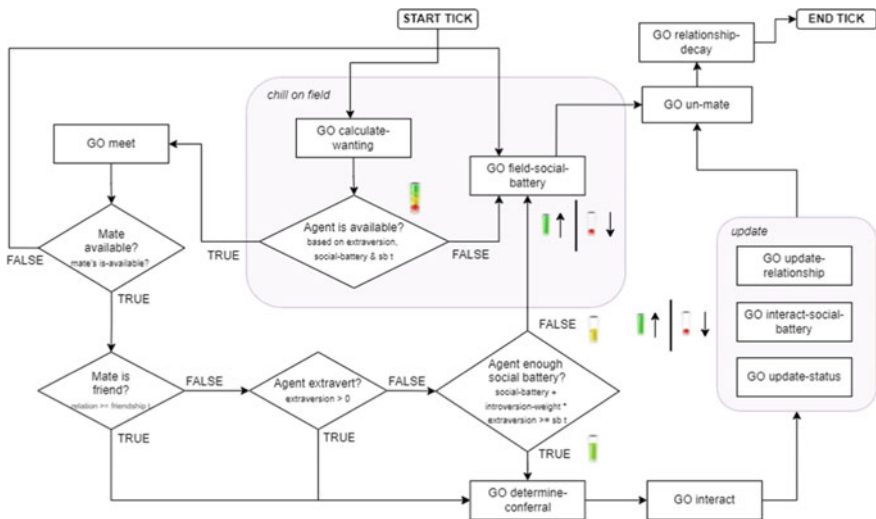 START TICK
END TICK
GO relationship-
decay
chill on field
GO un-mate
GO calculate-
wanting
GO meet
GO field-social-
battery
Agent is available?
based on extraversion,
social-battery & sb t
TRUE
FALSE
Mate
available?
mate's is-available?
FALSE
TRUE
update
GO update-
relationship
GO interact-social-
battery
GO update-status
FALSE
Mate is
friend?
relation >= friendship t
FALSE
Agent extravert?
extraversion > 0
FALSE
Agent enough
social battery?
social-battery +
introversion-weight *
extraversion >= sb t
TRUE
TRUE
TRUE
GO determine-
conferral
GO interact